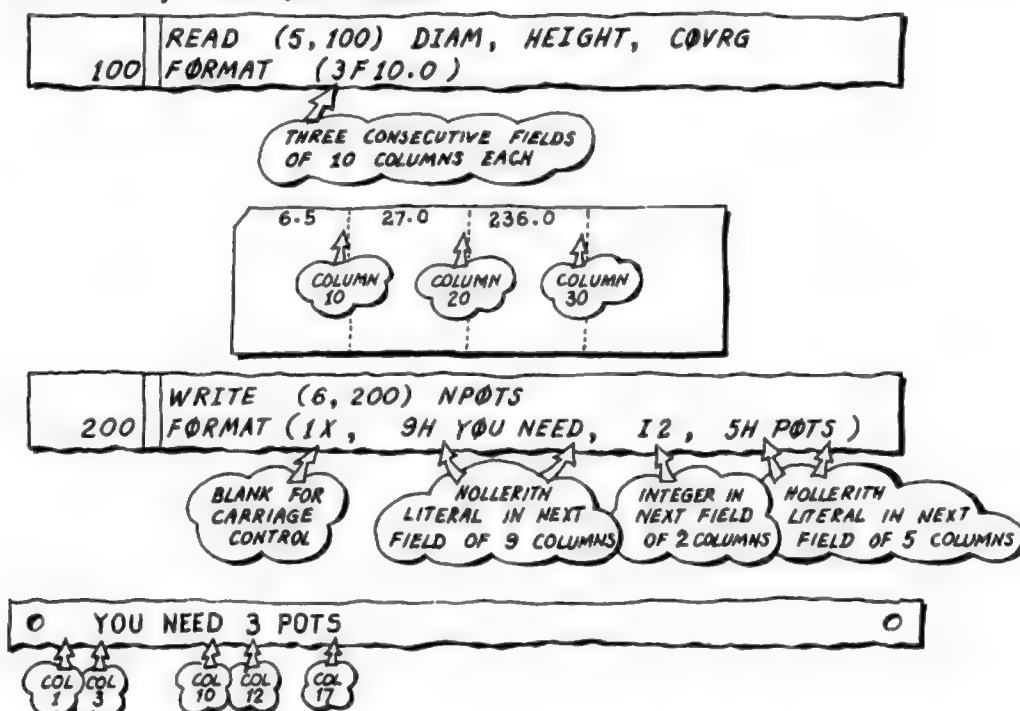 READ (5,100) DIAM, HEIGHT, CØVRG
100 FØRMAT (3F10.0)
THREE CONSECUTIVE FIELDS
OF 10 COLUMNS EACH
6.5 27.0 236.0
COLUMN
10
COLUMN
20
COLUMN
30
WRITE (6,200) NPØTS
200 FØRMAT (1X, 9H YØU NEED, I2, 5H PØTS)
BLANK FOR
CARRIAGE
CONTROL
HOLLERITH
LITERAL IN NEXT
FIELD OF 9 COLUMNS
INTEGER IN
NEXT FIELD
OF 2 COLUMNS
HOLLERITH
LITERAL IN NEXT
FIELD OF 5 COLUMNS
YOU NEED 3 POTS
COL
1
COL
3
COL
10
COL
12
COL
17